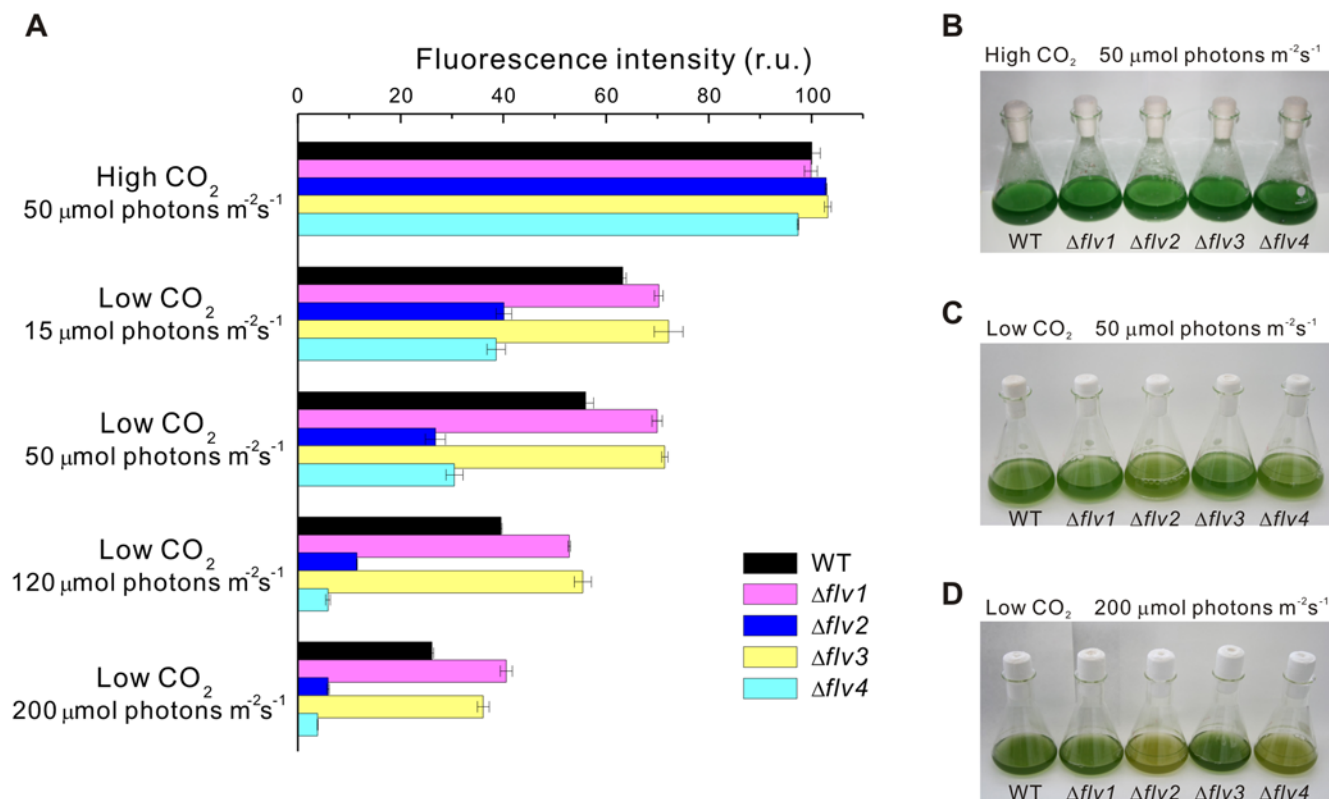 A
Fluorescence intensity (r.u.)
0 20 40 60 80 100
High CO₂
50 μmol photons m⁻²s⁻¹
Low CO₂
15 μmol photons m⁻²s⁻¹
Low CO₂
50 μmol photons m⁻²s⁻¹
Low CO₂
120 μmol photons m⁻²s⁻¹
Low CO₂
200 μmol photons m⁻²s⁻¹
WT
Δflv1
Δflv2
Δflv3
Δflv4
B
High CO₂ 50 μmol photons m⁻²s⁻¹
WT Δflv1 Δflv2 Δflv3 Δflv4
C
Low CO₂ 50 μmol photons m⁻²s⁻¹
WT Δflv1 Δflv2 Δflv3 Δflv4
D
Low CO₂ 200 μmol photons m⁻²s⁻¹
WT Δflv1 Δflv2 Δflv3 Δflv4